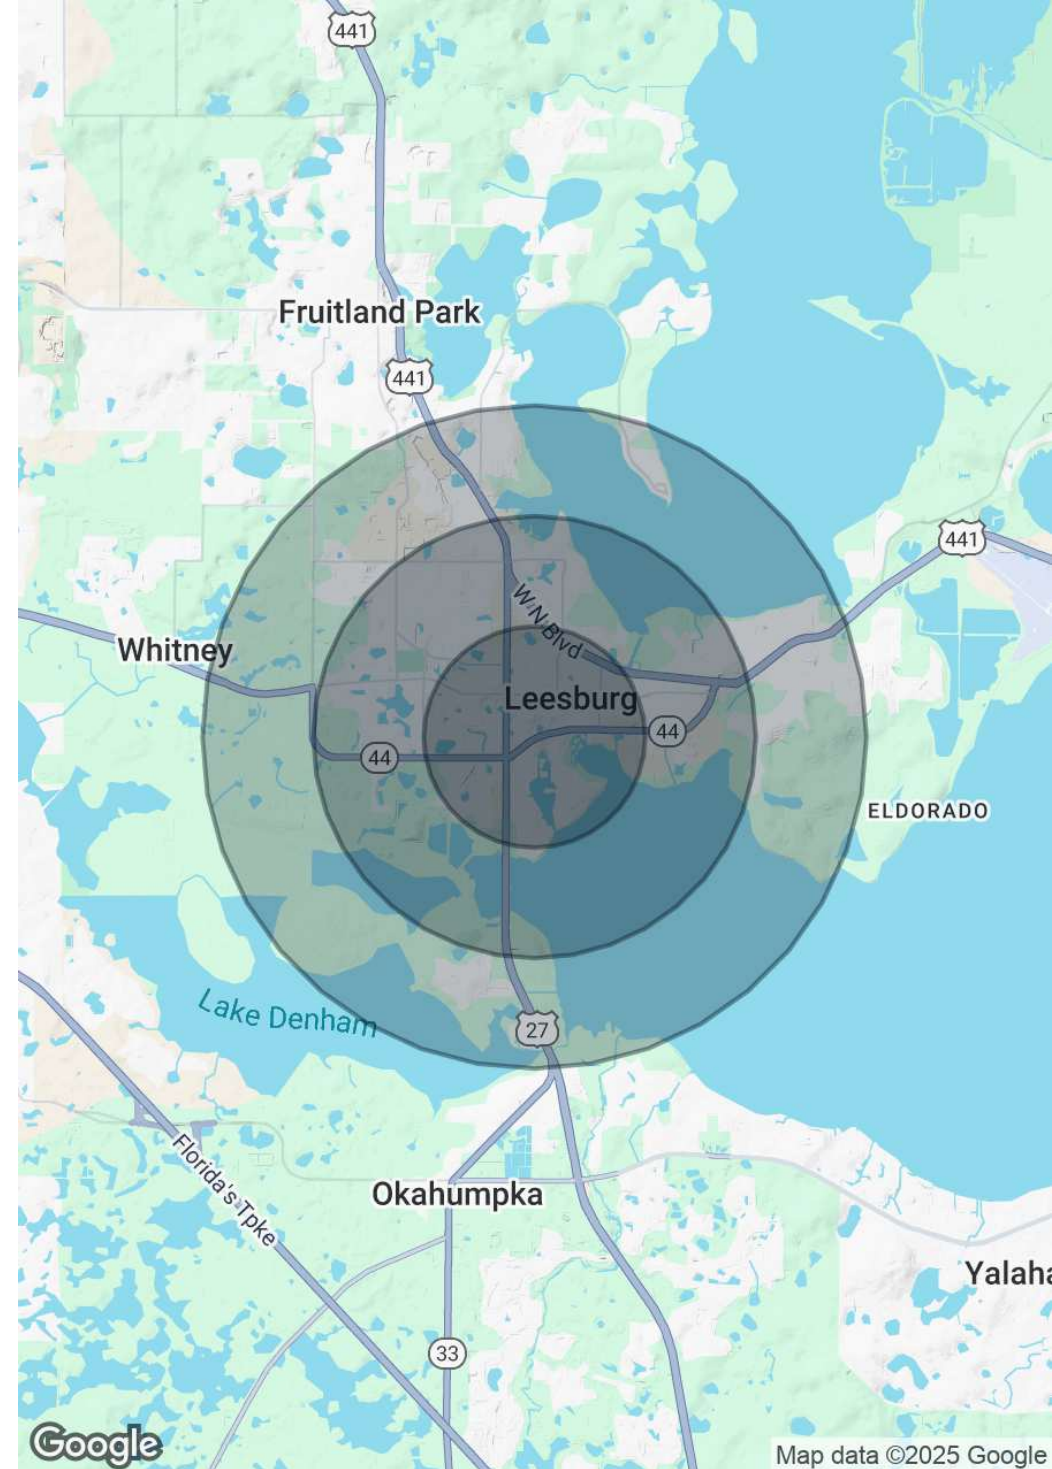 441
Fruitland Park
441
441
W N Blvd
Whitney
Leesburg
44
44
ELDORADO
Lake Denham
27
Florida's Tpke
Okahumpka
Yalaha
33
Google
Map data ©2025 Google